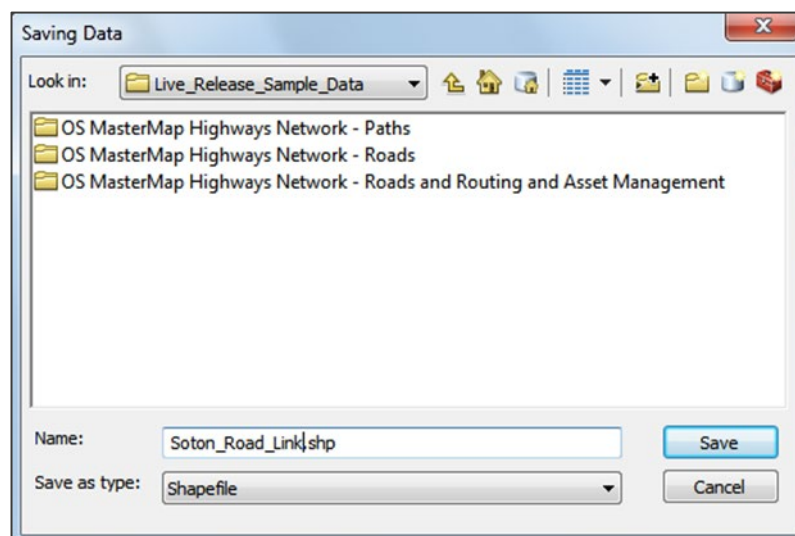 Saving Data
Look in:
Live_Release_Sample_Data
OS MasterMap Highways Network - Paths
OS MasterMap Highways Network - Roads
OS MasterMap Highways Network - Roads and Routing and Asset Management
Name:
Soton_Road_Link.shp
Save
Save as type:
Shapefile
Cancel